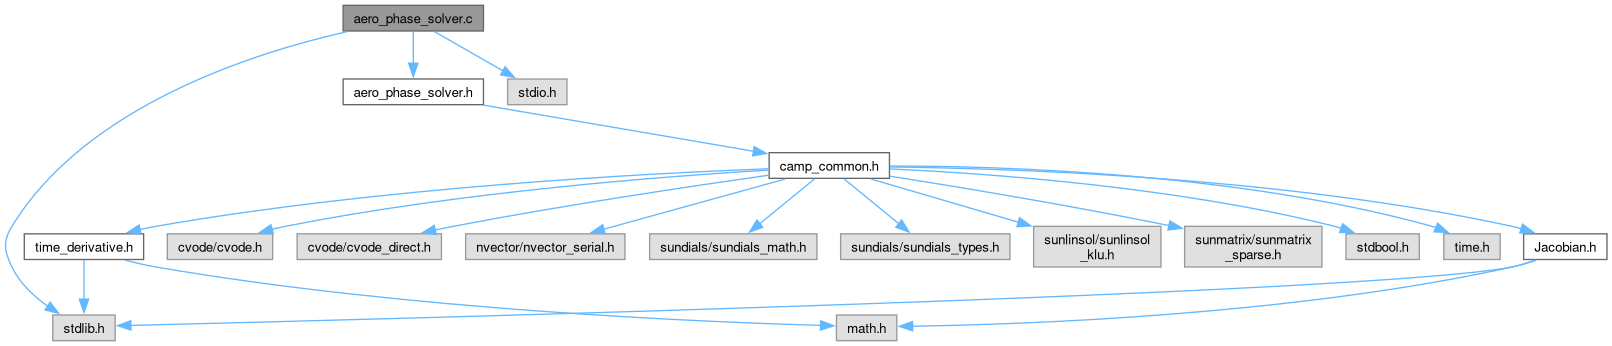 aero_phase_solver.c
aero_phase_solver.h
stdio.h
camp_common.h
time_derivative.h
cvode/cvode.h
cvode/cvode_direct.h
nvector/nvector_serial.h
sundials/sundials_math.h
sundials/sundials_types.h
sunlinsol/sunlinsol
_klu.h
sunmatrix/sunmatrix
_sparse.h
stdbool.h
time.h
Jacobian.h
stdlib.h
math.h